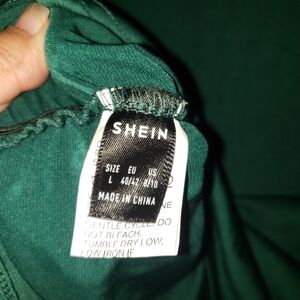 SHEIN
SIZE EU US
L 40/42 8/10
MADE IN CHINA
NE
GENTLE CYCLE. DO
NOT BLEACH.
TUMBLE DRY LOW,
LOW IRON IF